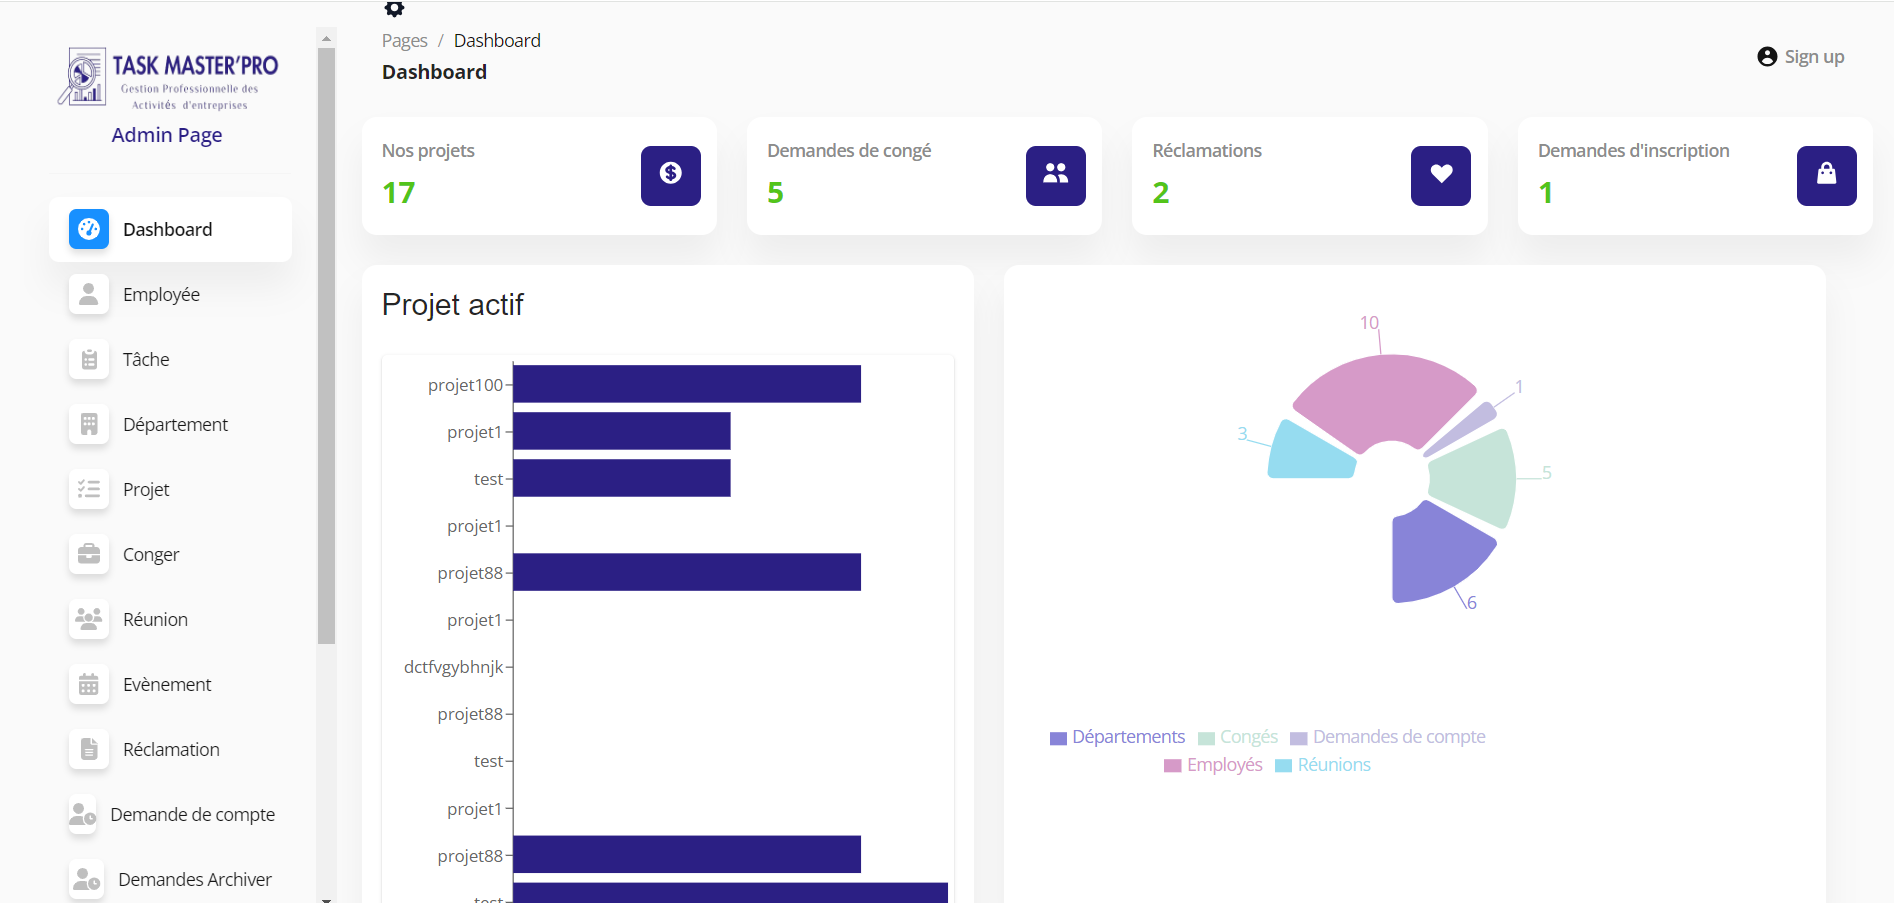 TASK MASTER'PRO
Gestion Professionnelle des
Activités d'entreprises
Admin Page
Dashboard
Employée
Tâche
Département
Projet
Conger
Réunion
Evènement
Réclamation
Demande de compte
Demandes Archiver
Pages / Dashboard
Dashboard
Sign up
Nos projets
17
Demandes de congé
5
Réclamations
2
Demandes d'inscription
1
Projet actif
projet100
projet1
test
projet1
projet88
projet1
dctfvgybhnjk
projet88
test
projet1
projet88
test
10
1
3
5
6
Départements Congés Demandes de compte
Employés Réunions